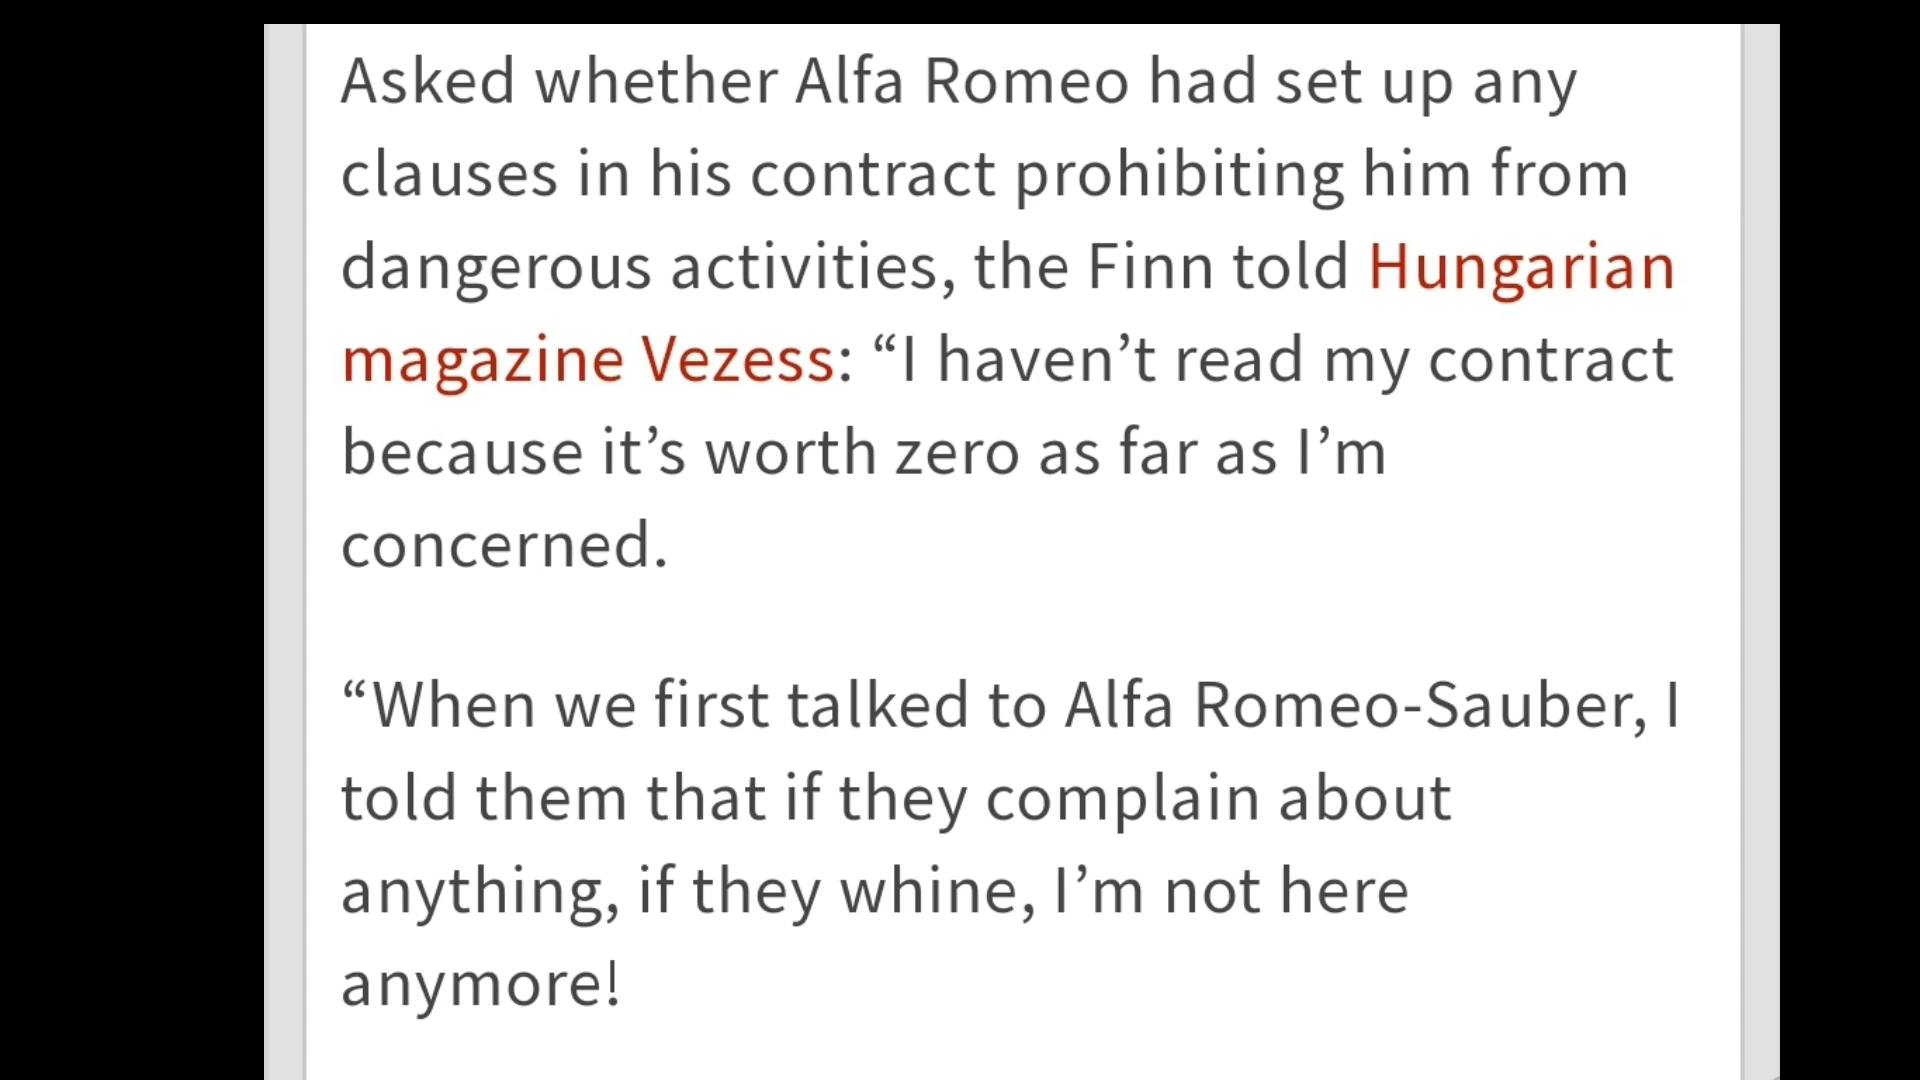 Asked whether Alfa Romeo had set up any
clauses in his contract prohibiting him from
dangerous activities, the Finn told Hungarian
magazine Vezess: “I haven’t read my contract
because it’s worth zero as far as I’m
concerned.
“When we first talked to Alfa Romeo-Sauber, I
told them that if they complain about
anything, if they whine, I’m not here
anymore!